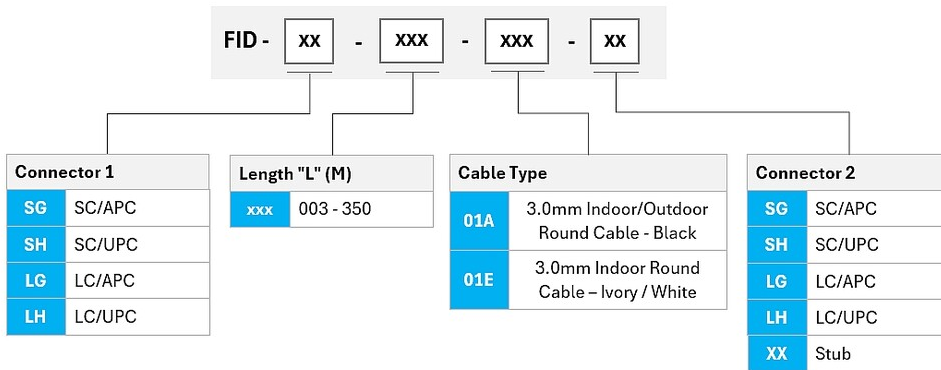 FID - XX - XXX - XXX - XX
Connector 1
SG SC/APC
SH SC/UPC
LG LC/APC
LH LC/UPC
Length "L" (M)
xxx 003 - 350
Cable Type
01A 3.0mm Indoor/Outdoor
Round Cable - Black
01E 3.0mm Indoor Round
Cable – Ivory / White
Connector 2
SG SC/APC
SH SC/UPC
LG LC/APC
LH LC/UPC
XX Stub